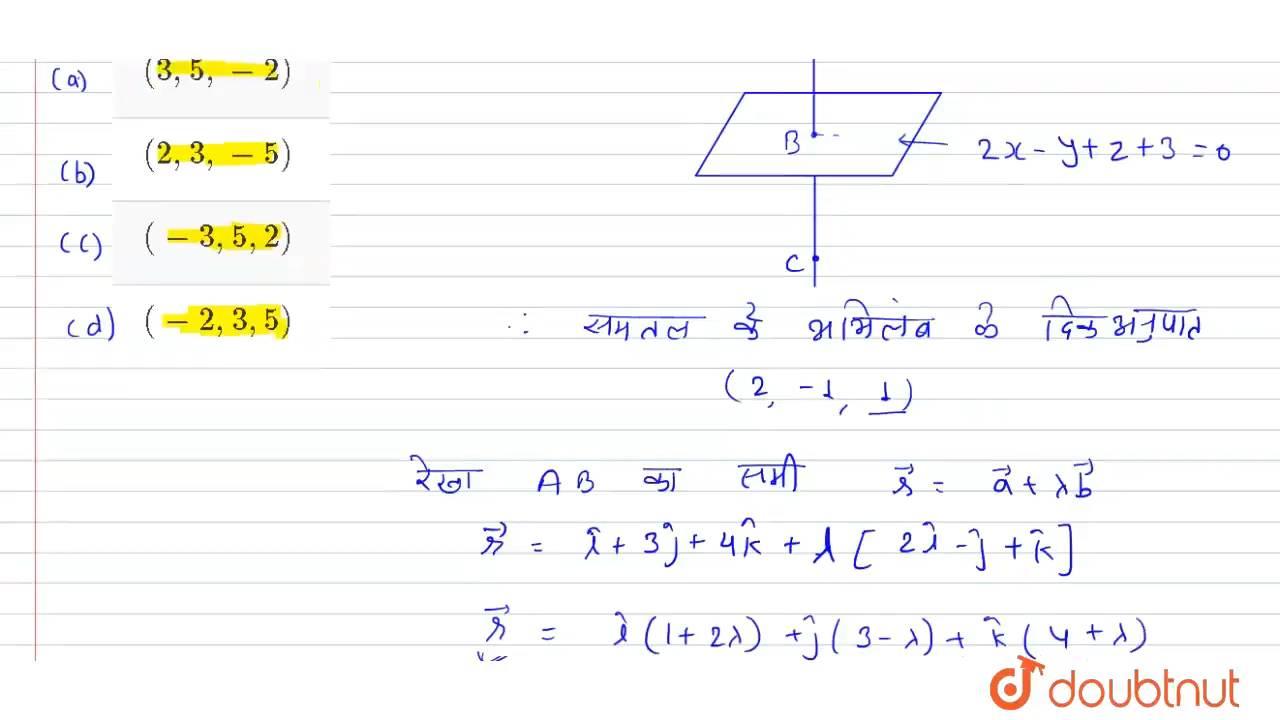 (a) (3, 5, − 2)
(b) (2, 3, − 5)
(c) ( − 3, 5, 2)
(d) ( − 2, 3, 5)
B
2x - y + z + 3 = 0
C
∴ समतल के अभिलंब के दिक अनुपात
(2, -1, 1)
रेखा AB का समी r⃗ = a⃗ + λb⃗
r⃗ = î + 3ĵ + 4k̂ + λ [ 2î - ĵ + k̂ ]
r⃗ = î (1 + 2λ) + ĵ (3 - λ) + k̂ (4 + λ)
doubtnut